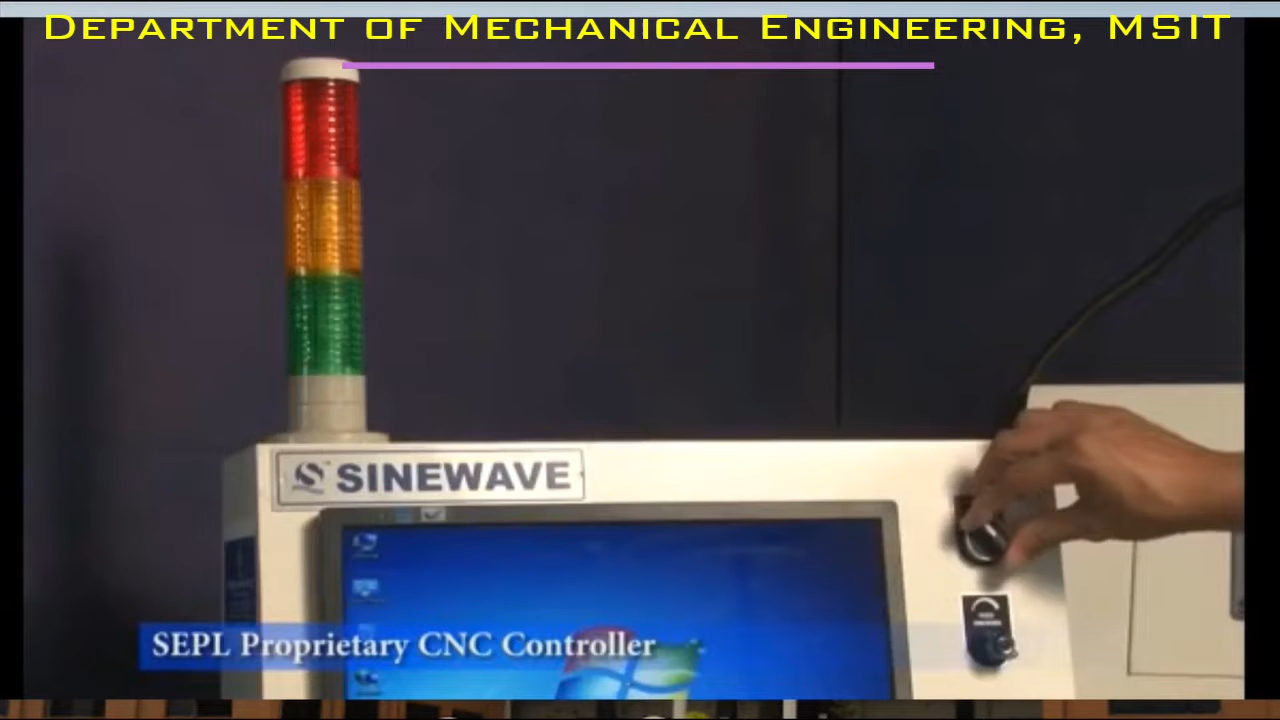 DEPARTMENT OF MECHANICAL ENGINEERING, MSIT
SINEWAVE
SEPL Proprietary CNC Controller